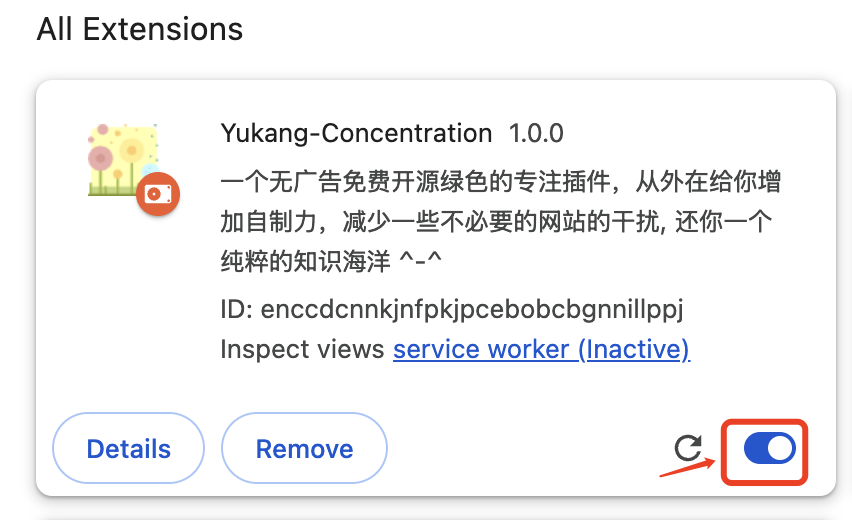 All Extensions
Yukang-Concentration 1.0.0
一个无广告免费开源绿色的专注插件，从外在给你增
加自制力，减少一些不必要的网站的干扰, 还你一个
纯粹的知识海洋 ^-^
ID: enccdcnnkjnfpkjpcebobcbgnnillppj
Inspect views service worker (Inactive)
Details Remove